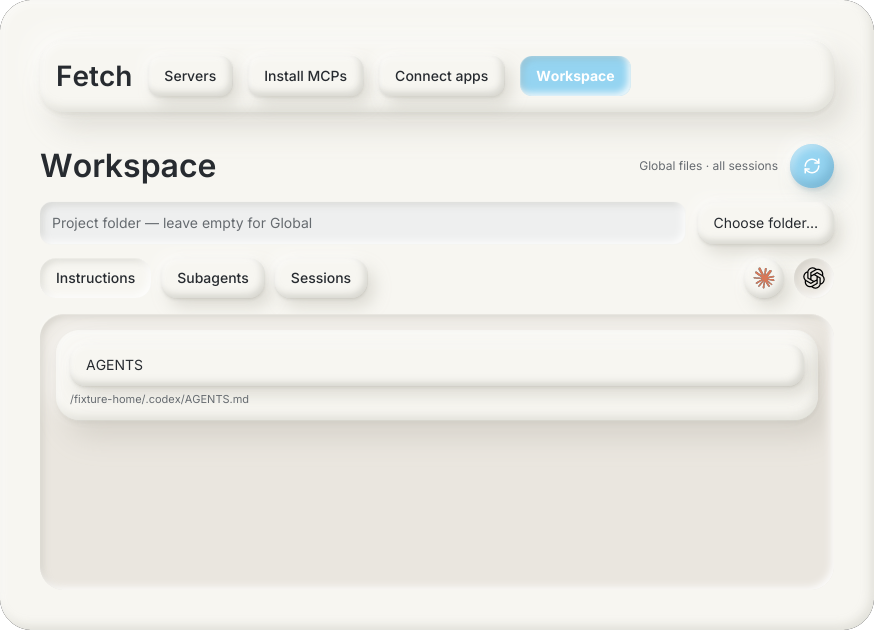 Fetch
Servers
Install MCPs
Connect apps
Workspace
Workspace
Global files · all sessions
Project folder — leave empty for Global
Choose folder...
Instructions
Subagents
Sessions
AGENTS
/fixture-home/.codex/AGENTS.md